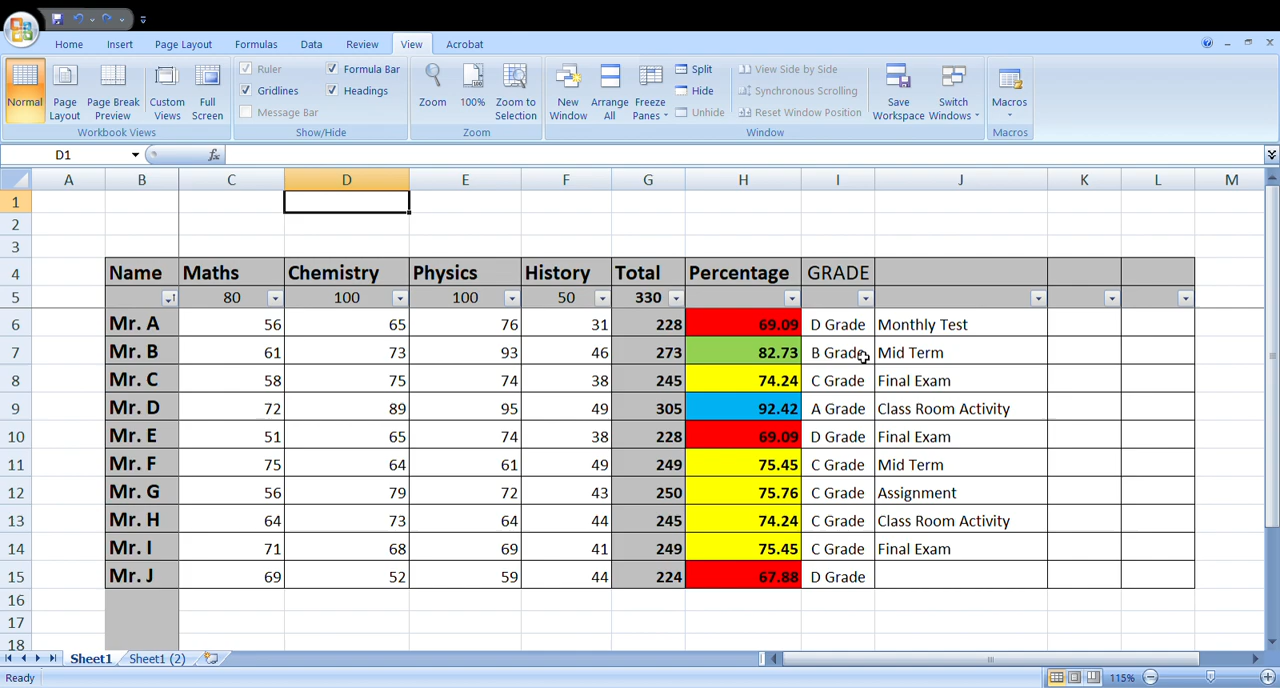 Home Insert Page Layout Formulas Data Review View Acrobat
Normal Page Layout Page Break Preview Custom Views Full Screen
Workbook Views
Ruler Formula Bar
Gridlines Headings
Message Bar
Show/Hide
Zoom 100% Zoom to Selection
Zoom
New Window Arrange All Freeze Panes Split Hide Unhide
View Side by Side
Synchronous Scrolling
Reset Window Position
Save Workspace Switch Windows
Window
Macros
Macros
D1 fx
A B C D E F G H I J K L M
1
2
3
4 Name Maths Chemistry Physics History Total Percentage GRADE
5 80 100 100 50 330
6 Mr. A 56 65 76 31 228 69.09 D Grade Monthly Test
7 Mr. B 61 73 93 46 273 82.73 B Grade Mid Term
8 Mr. C 58 75 74 38 245 74.24 C Grade Final Exam
9 Mr. D 72 89 95 49 305 92.42 A Grade Class Room Activity
10 Mr. E 51 65 74 38 228 69.09 D Grade Final Exam
11 Mr. F 75 64 61 49 249 75.45 C Grade Mid Term
12 Mr. G 56 79 72 43 250 75.76 C Grade Assignment
13 Mr. H 64 73 64 44 245 74.24 C Grade Class Room Activity
14 Mr. I 71 68 69 41 249 75.45 C Grade Final Exam
15 Mr. J 69 52 59 44 224 67.88 D Grade
16
17
18
Sheet1 Sheet1 (2)
Ready 115%